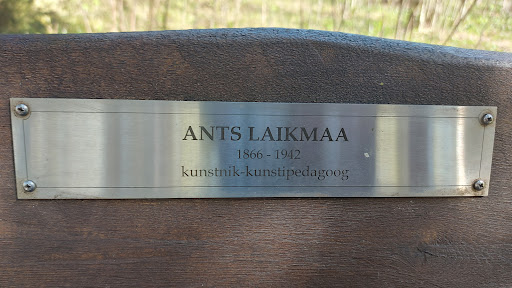 ANTS LAIKMAA
1866 - 1942
kunstnik-kunstipedagoog